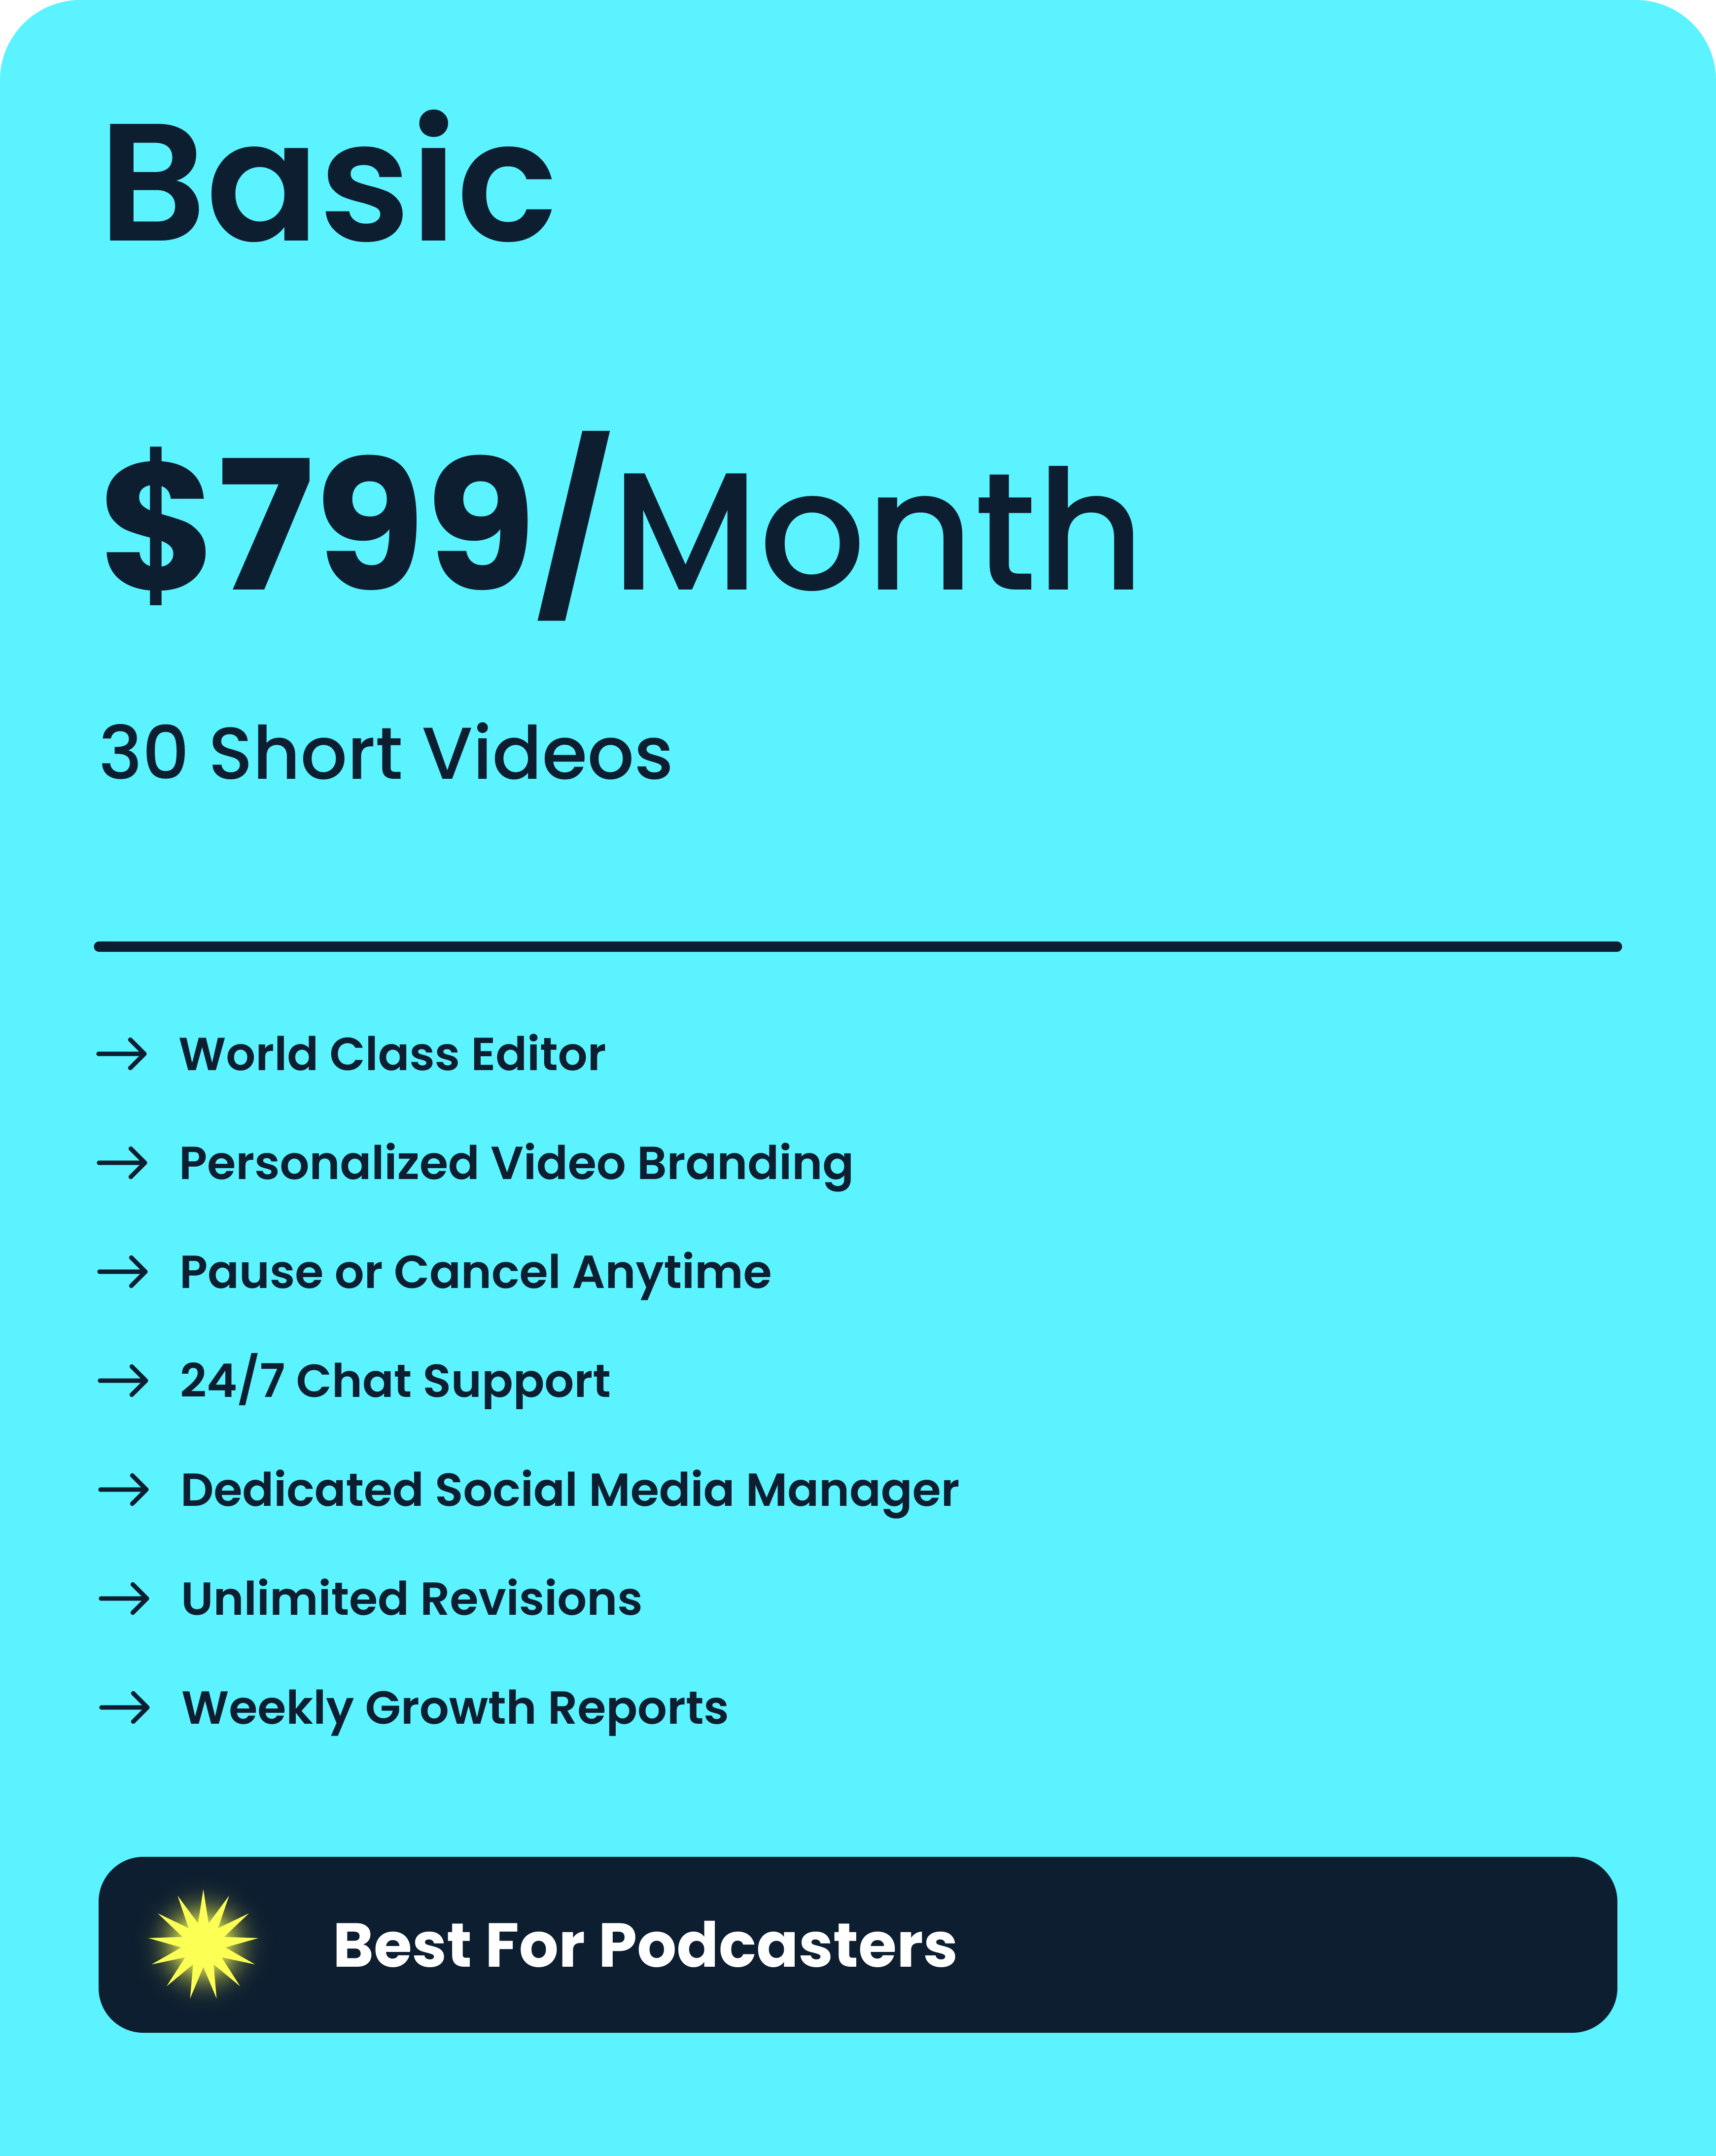 Basic
$799/Month
30 Short Videos
World Class Editor
Personalized Video Branding
Pause or Cancel Anytime
24/7 Chat Support
Dedicated Social Media Manager
Unlimited Revisions
Weekly Growth Reports
Best For Podcasters